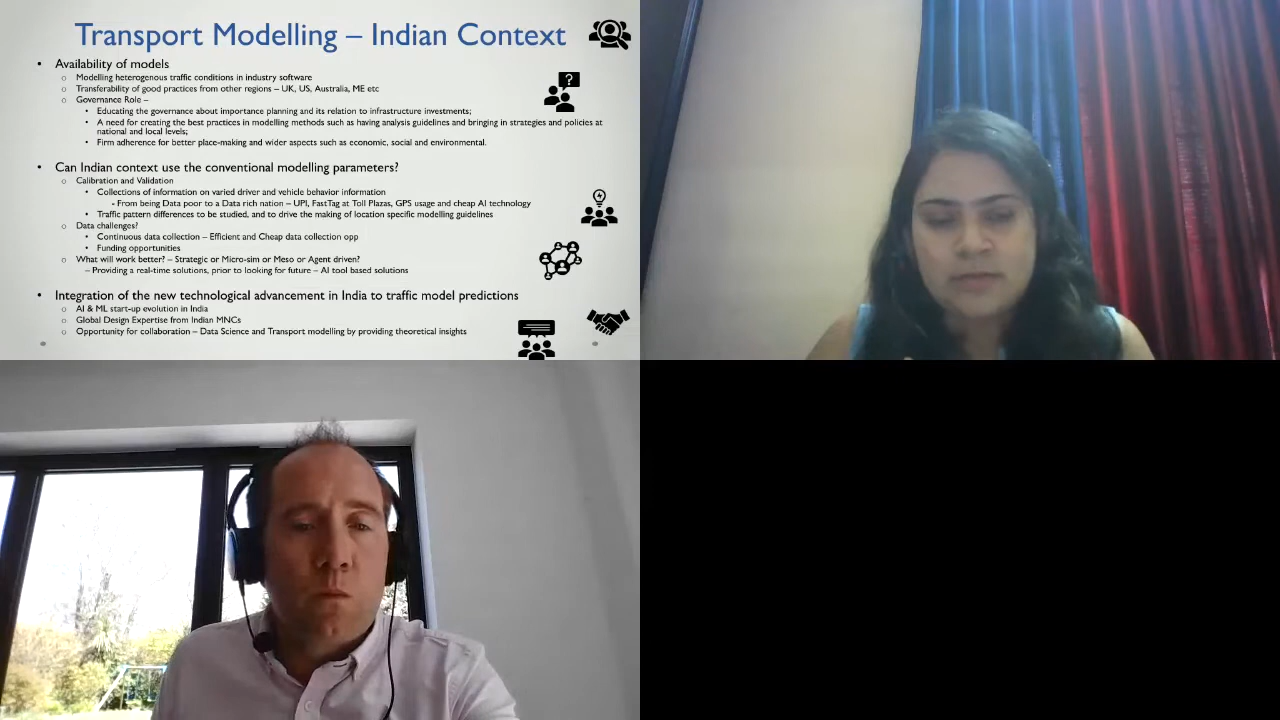 Transport Modelling – Indian Context
• Availability of models
o Modelling heterogenous traffic conditions in industry software
o Transferability of good practices from other regions – UK, US, Australia, ME etc
o Governance Role –
• Educating the governance about importance planning and its relation to infrastructure investments;
• A need for creating the best practices in modelling methods such as having analysis guidelines and bringing in strategies and policies at
national and local levels;
• Firm adherence for better place-making and wider aspects such as economic, social and environmental.
• Can Indian context use the conventional modelling parameters?
o Calibration and Validation
• Collections of information on varied driver and vehicle behavior information
- From being Data poor to a Data rich nation – UPI, FastTag at Toll Plazas, GPS usage and cheap AI technology
• Traffic pattern differences to be studied, and to drive the making of location specific modelling guidelines
o Data challenges?
• Continuous data collection – Efficient and Cheap data collection opp
• Funding opportunities
o What will work better? – Strategic or Micro-sim or Meso or Agent driven?
– Providing a real-time solutions, prior to looking for future – AI tool based solutions
• Integration of the new technological advancement in India to traffic model predictions
o AI & ML start-up evolution in India
o Global Design Expertise from Indian MNCs
o Opportunity for collaboration – Data Science and Transport modelling by providing theoretical insights